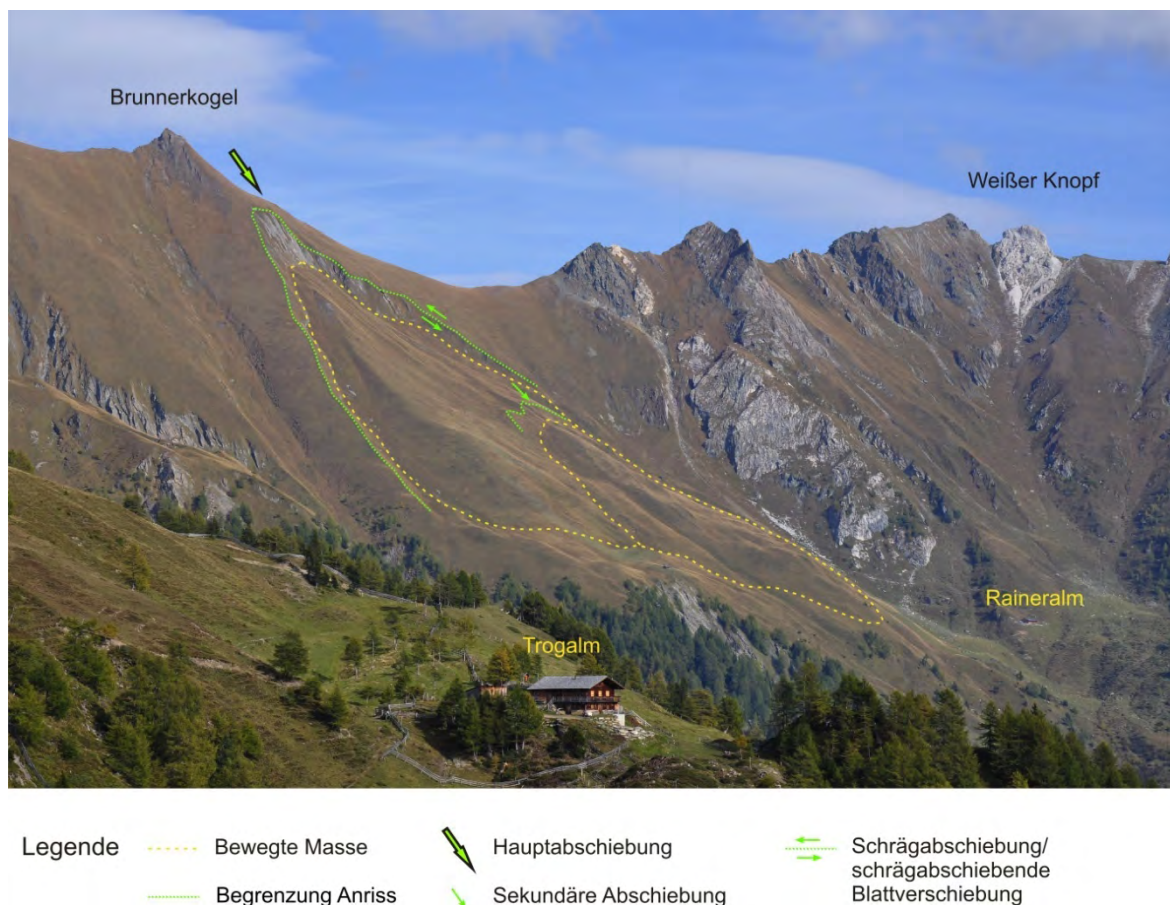 Brunnerkogel
Weißer Knopf
Raineralm
Trogalm
Legende
Bewegte Masse
Begrenzung Anriss
Hauptabschiebung
Sekundäre Abschiebung
Schrägabschiebung/
schrägabschiebende
Blattverschiebung